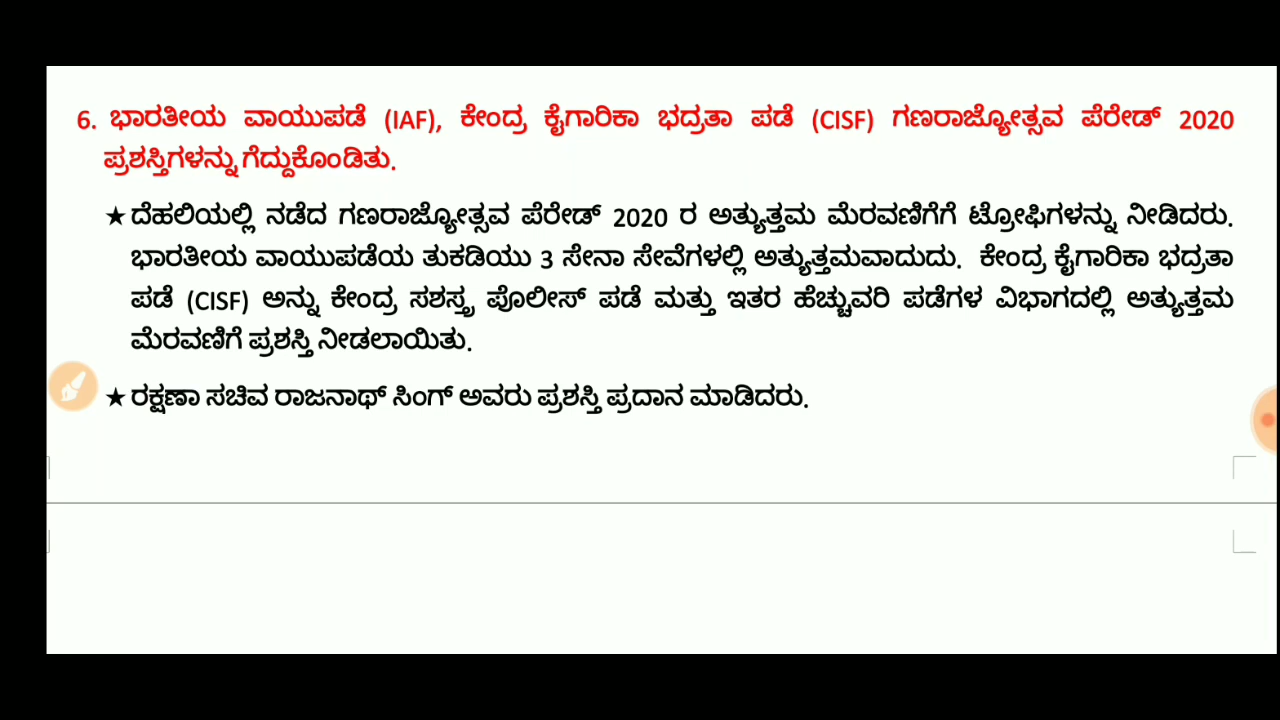 6. ಭಾರತೀಯ ವಾಯುಪಡೆ (IAF), ಕೇಂದ್ರ ಕೈಗಾರಿಕಾ ಭದ್ರತಾ ಪಡೆ (CISF) ಗಣರಾಜ್ಯೋತ್ಸವ ಪೆರೇಡ್ 2020
ಪ್ರಶಸ್ತಿಗಳನ್ನು ಗೆದ್ದುಕೊಂಡಿತು.
★ ದೆಹಲಿಯಲ್ಲಿ ನಡೆದ ಗಣರಾಜ್ಯೋತ್ಸವ ಪೆರೇಡ್ 2020 ರ ಅತ್ಯುತ್ತಮ ಮೆರವಣಿಗೆಗೆ ಟ್ರೋಫಿಗಳನ್ನು ನೀಡಿದರು.
ಭಾರತೀಯ ವಾಯುಪಡೆಯ ತುಕಡಿಯು 3 ಸೇನಾ ಸೇವೆಗಳಲ್ಲಿ ಅತ್ಯುತ್ತಮವಾದುದು. ಕೇಂದ್ರ ಕೈಗಾರಿಕಾ ಭದ್ರತಾ
ಪಡೆ (CISF) ಅನ್ನು ಕೇಂದ್ರ ಸಶಸ್ತ್ರ ಪೊಲೀಸ್ ಪಡೆ ಮತ್ತು ಇತರ ಹೆಚ್ಚುವರಿ ಪಡೆಗಳ ವಿಭಾಗದಲ್ಲಿ ಅತ್ಯುತ್ತಮ
ಮೆರವಣಿಗೆ ಪ್ರಶಸ್ತಿ ನೀಡಲಾಯಿತು.
★ ರಕ್ಷಣಾ ಸಚಿವ ರಾಜನಾಥ್ ಸಿಂಗ್ ಅವರು ಪ್ರಶಸ್ತಿ ಪ್ರದಾನ ಮಾಡಿದರು.